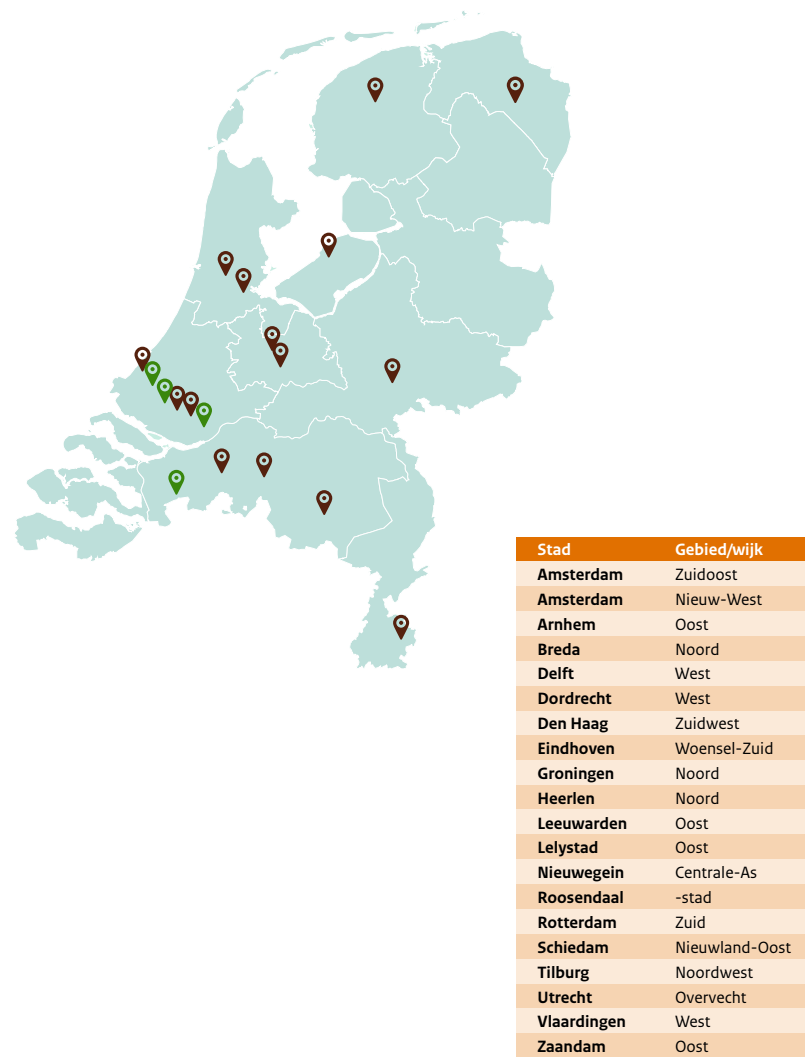 Stad Gebied/wijk
Amsterdam Zuidoost
Amsterdam Nieuw-West
Arnhem Oost
Breda Noord
Delft West
Dordrecht West
Den Haag Zuidwest
Eindhoven Woensel-Zuid
Groningen Noord
Heerlen Noord
Leeuwarden Oost
Lelystad Oost
Nieuwegein Centrale-As
Roosendaal -stad
Rotterdam Zuid
Schiedam Nieuwland-Oost
Tilburg Noordwest
Utrecht Overvecht
Vlaardingen West
Zaandam Oost